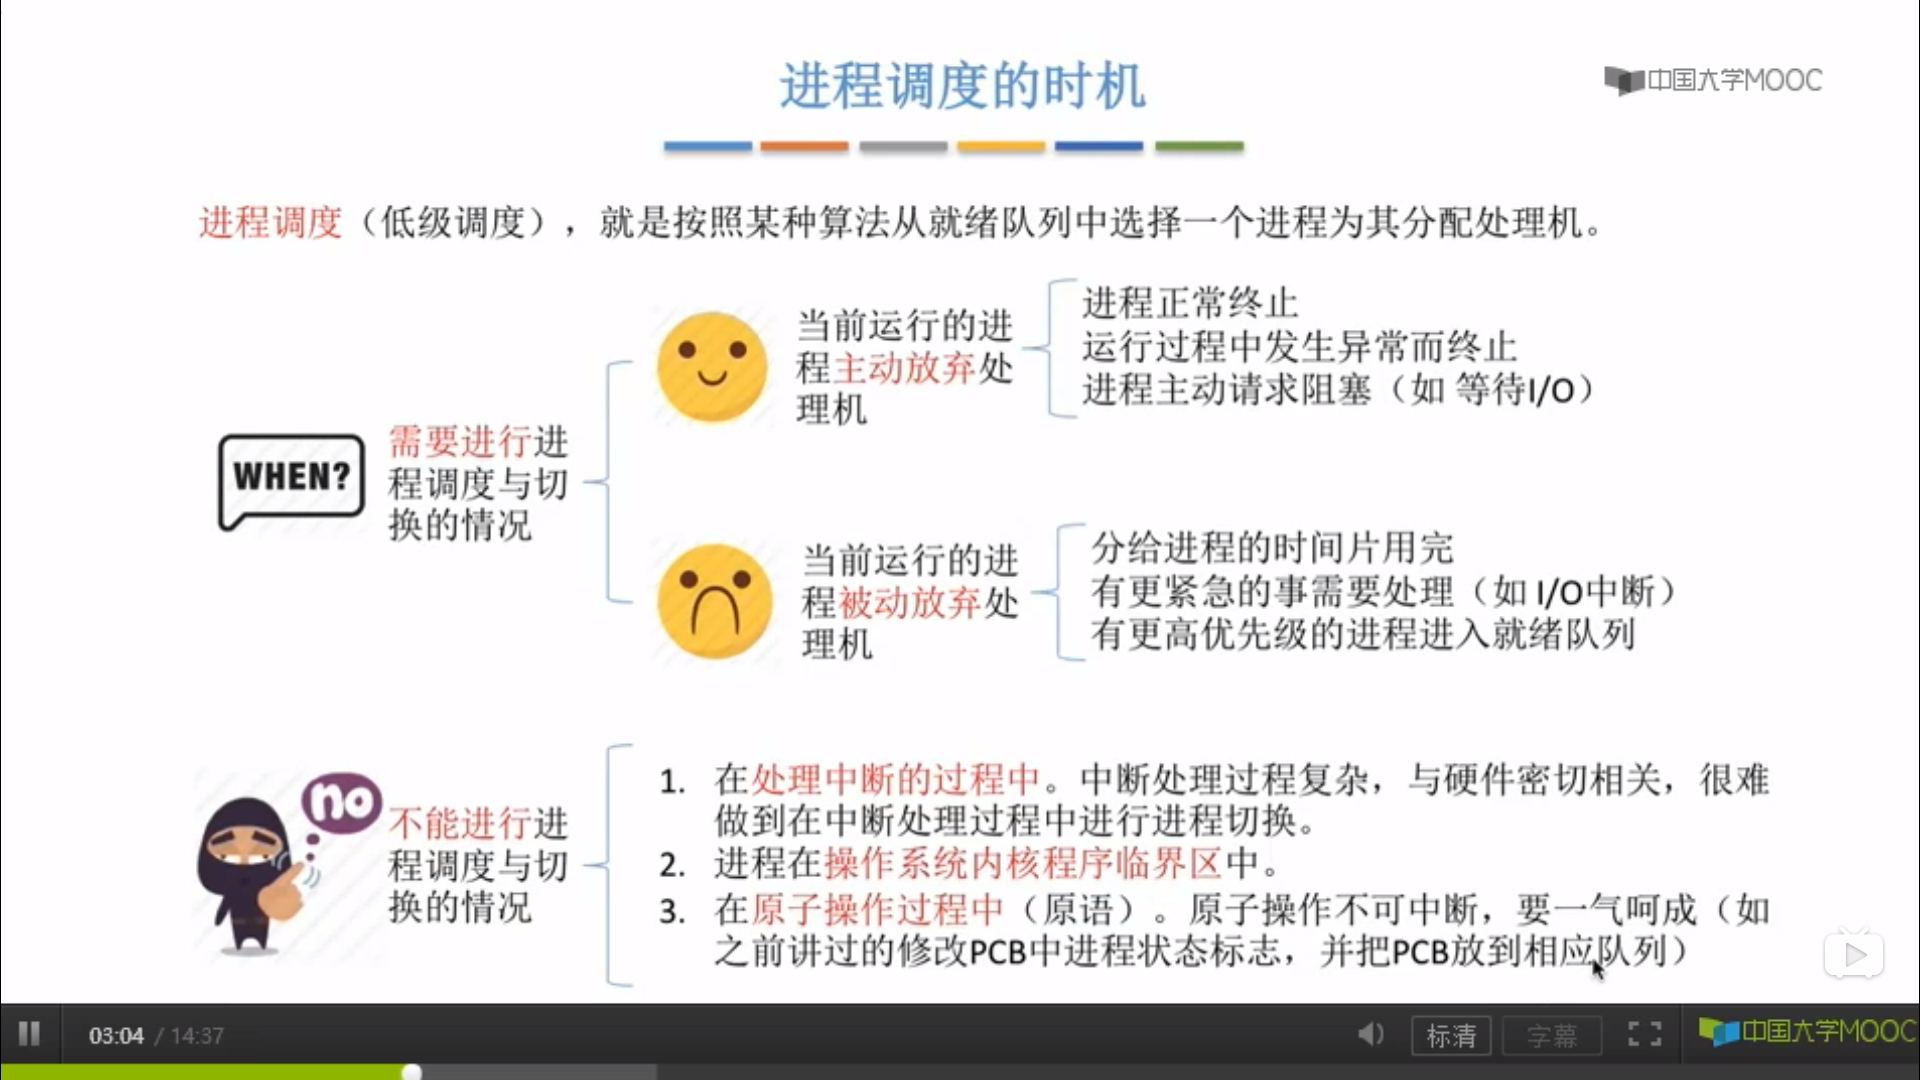 进程调度的时机
中国大学MOOC
进程调度（低级调度），就是按照某种算法从就绪队列中选择一个进程为其分配处理机。
WHEN?
需要进行进
程调度与切
换的情况
当前运行的进
程主动放弃处
理机
进程正常终止
运行过程中发生异常而终止
进程主动请求阻塞（如 等待I/O）
当前运行的进
程被动放弃处
理机
分给进程的时间片用完
有更紧急的事需要处理（如 I/O中断）
有更高优先级的进程进入就绪队列
no
不能进行进
程调度与切
换的情况
1. 在处理中断的过程中。中断处理过程复杂，与硬件密切相关，很难
做到在中断处理过程中进行进程切换。
2. 进程在操作系统内核程序临界区中。
3. 在原子操作过程中（原语）。原子操作不可中断，要一气呵成（如
之前讲过的修改PCB中进程状态标志，并把PCB放到相应队列）
03:04 / 14:37
标清
字幕
中国大学MOOC